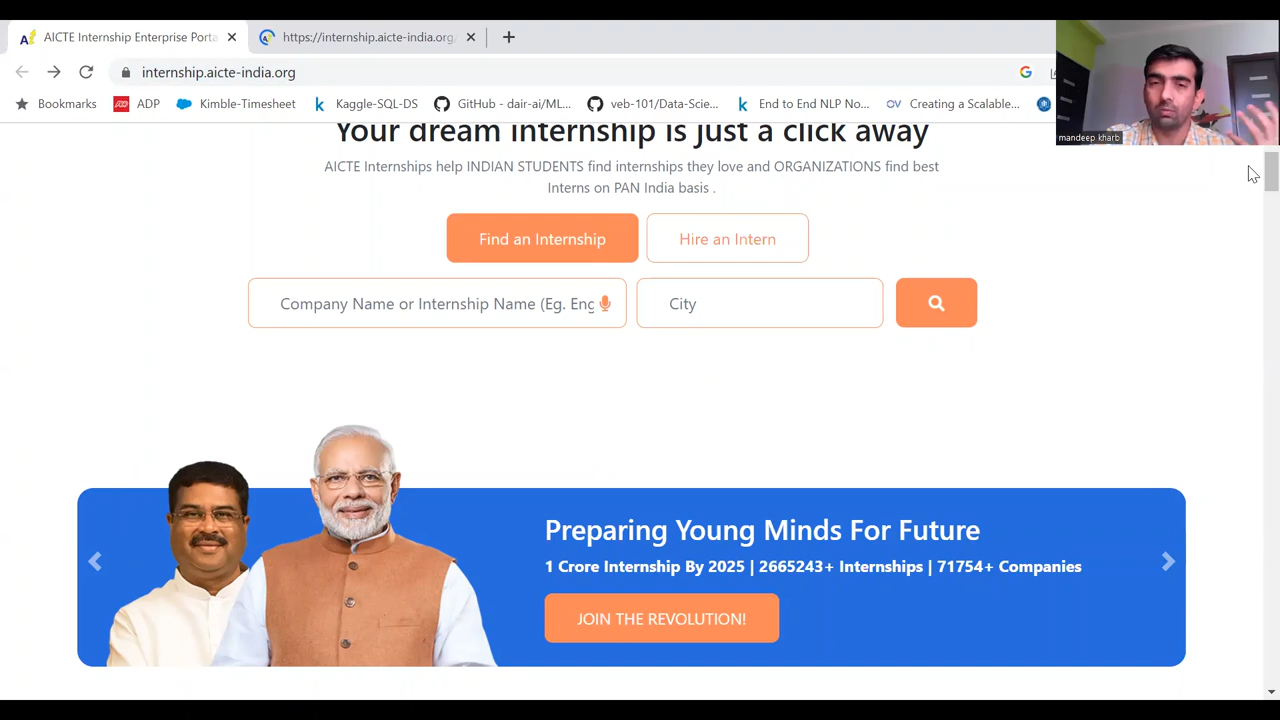 AICTE Internship Enterprise Porta
https://internship.aicte-india.org/
internship.aicte-india.org
Bookmarks
ADP
Kimble-Timesheet
Kaggle-SQL-DS
GitHub - dair-ai/ML...
veb-101/Data-Scie...
End to End NLP No...
Creating a Scalable...
mandeep kharb
Your dream internship is just a click away
AICTE Internships help INDIAN STUDENTS find internships they love and ORGANIZATIONS find best
Interns on PAN India basis .
Find an Internship
Hire an Intern
Company Name or Internship Name (Eg. Eng
City
Preparing Young Minds For Future
1 Crore Internship By 2025 | 2665243+ Internships | 71754+ Companies
JOIN THE REVOLUTION!